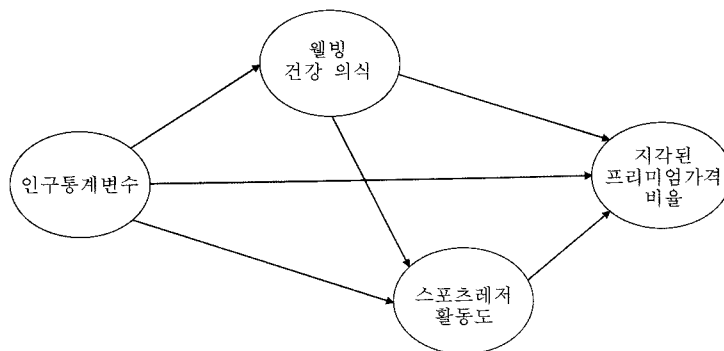 웰빙
건강 의식
인구통계변수
지각된
프리미엄가격
비율
스포츠레저
활동도